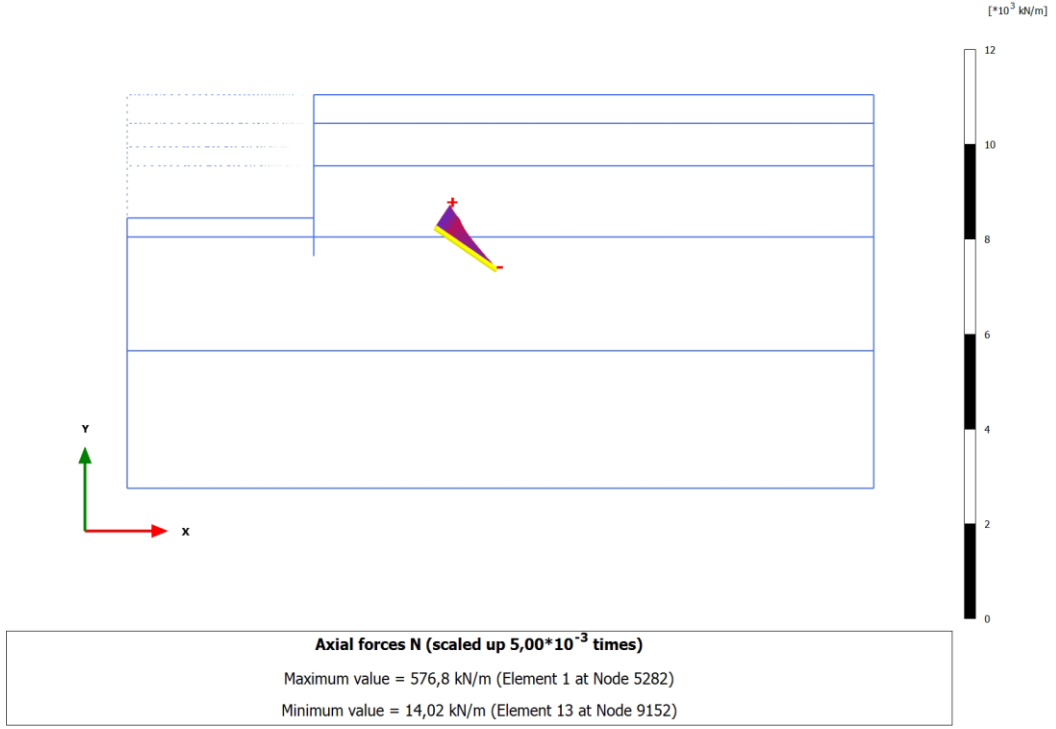 [*10³ kN/m]
12
10
8
6
4
2
0
+
-
Y
X
Axial forces N (scaled up 5,00*10⁻³ times)
Maximum value = 576,8 kN/m (Element 1 at Node 5282)
Minimum value = 14,02 kN/m (Element 13 at Node 9152)